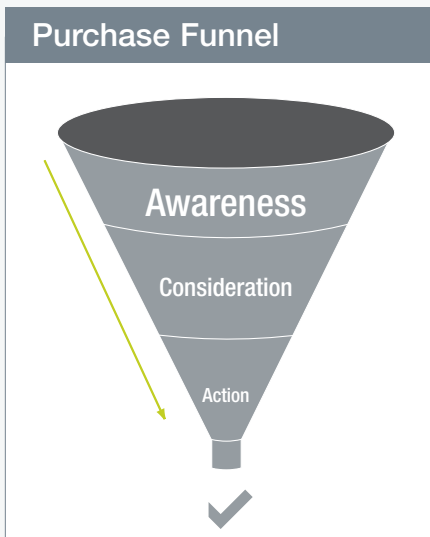 Purchase Funnel
Awareness
Consideration
Action